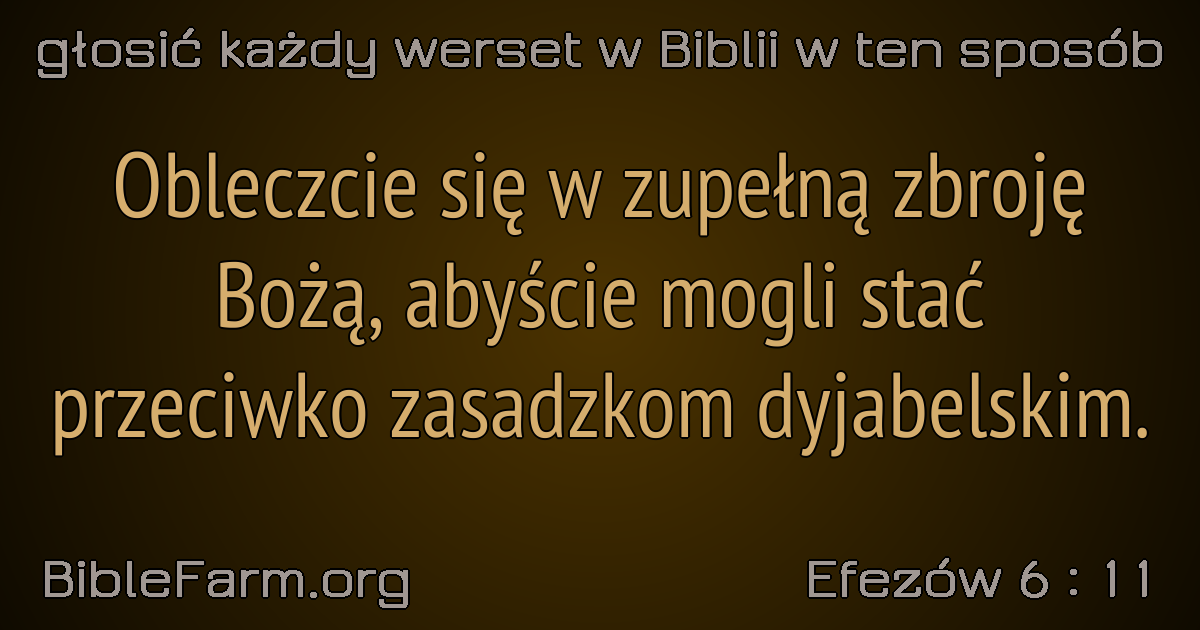 głosić każdy werset w Biblii w ten sposób
Obleczcie się w zupełną zbroję
Bożą, abyście mogli stać
przeciwko zasadzkom dyjabelskim.
BibleFarm.org
Efezów 6 : 11